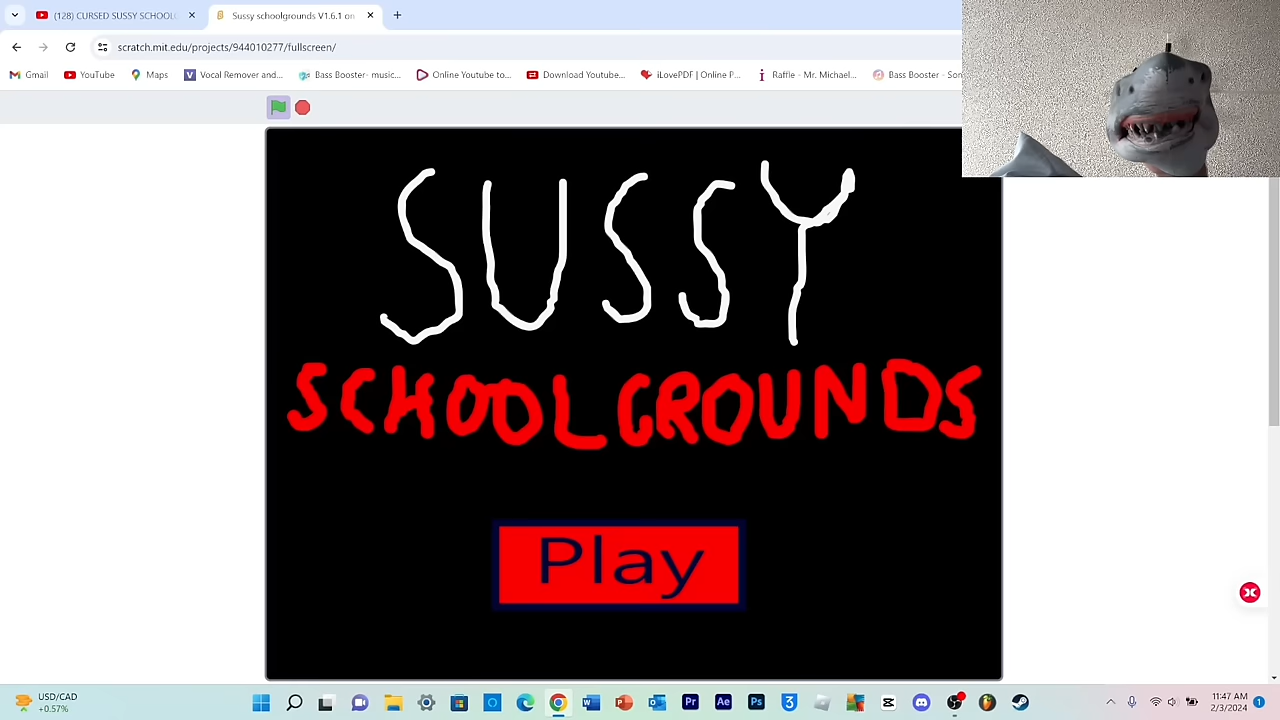 (128) CURSED SUSSY SCHOOL
Sussy schoolgrounds V1.6.1 on
scratch.mit.edu/projects/944010277/fullscreen/
Gmail
YouTube
Maps
Vocal Remover and...
Bass Booster- music...
Online Youtube to...
Download Youtube...
iLovePDF | Online P...
Raffle - Mr. Michael...
Bass Booster - Son
SUSSY
SCHOOLGROUNDS
Play
USD/CAD
+0.57%
11:47 AM
2/3/2024